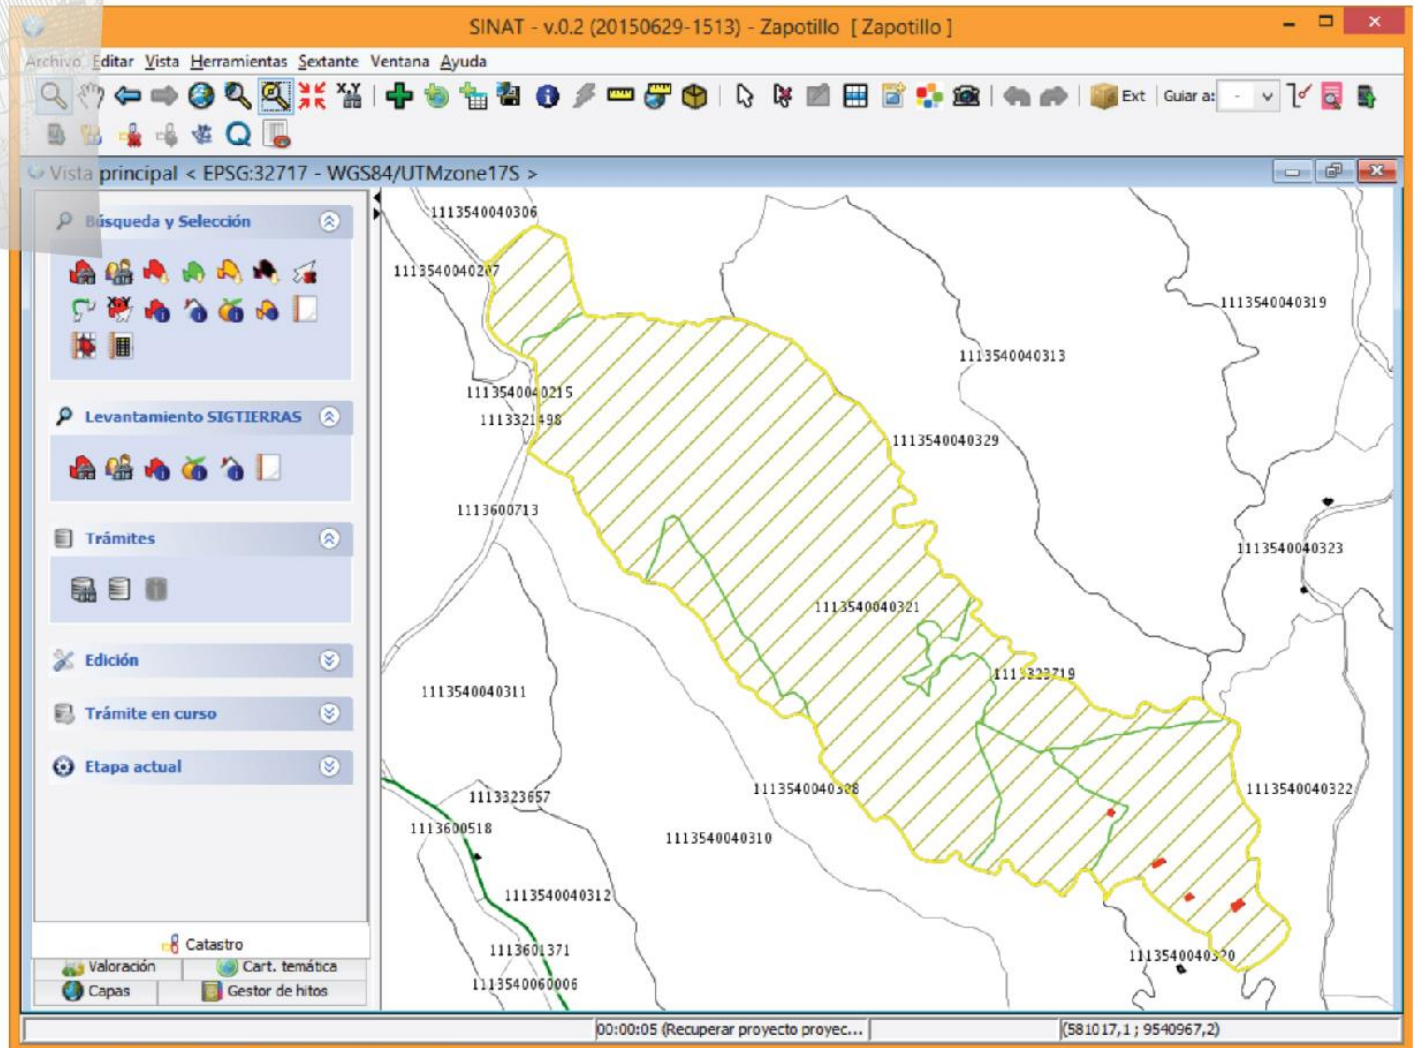 SINAT - v.0.2 (20150629-1513) - Zapotillo [ Zapotillo ]
Archivo Editar Vista Herramientas Sextante Ventana Ayuda
Ext Guiar a: -
Vista principal < EPSG:32717 - WGS84/UTMzone17S >
Búsqueda y Selección
Levantamiento SIGTIERRAS
Trámites
Edición
Trámite en curso
Etapa actual
Catastro
Valoración Cart. temática
Capas Gestor de hitos
1113540040306
1113540040207
1113540040319
1113540040313
1113540040215
1113321498
1113540040329
1113600713
1113540040323
1113540040321
1113323719
1113540040311
1113540040308
1113540040322
1113323657
1113600518
1113540040310
1113540040312
1113601371
1113540040320
1113540060006
00:00:05 (Recuperar proyecto proyec... (581017,1 ; 9540967,2)